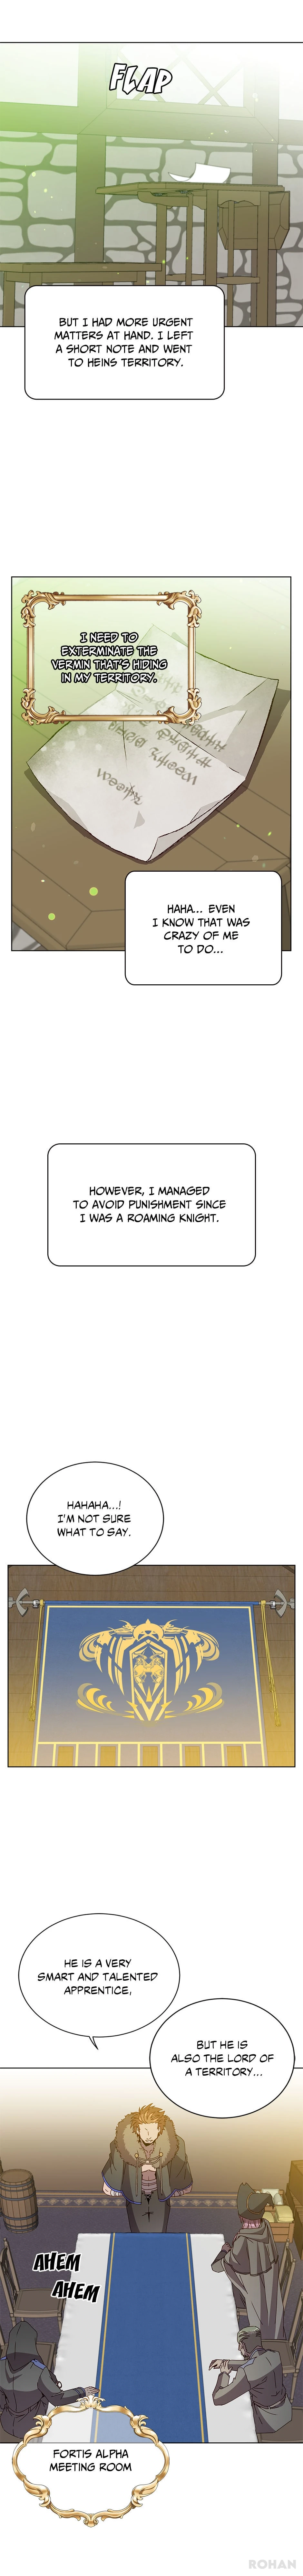 FLAP
BUT I HAD MORE URGENT
MATTERS AT HAND. I LEFT
A SHORT NOTE AND WENT
TO HEINS TERRITORY.
I NEED TO
EXTERMINATE THE
VERMIN THAT'S HIDING
IN MY TERRITORY.
HAHA... EVEN
I KNOW THAT WAS
CRAZY OF ME
TO DO...
HOWEVER, I MANAGED
TO AVOID PUNISHMENT SINCE
I WAS A ROAMING KNIGHT.
HAHAHA...!
I'M NOT SURE
WHAT TO SAY.
HE IS A VERY
SMART AND TALENTED
APPRENTICE,
BUT HE IS
ALSO THE LORD OF
A TERRITORY...
AHEM
AHEM
FORTIS ALPHA
MEETING ROOM
ROHAN